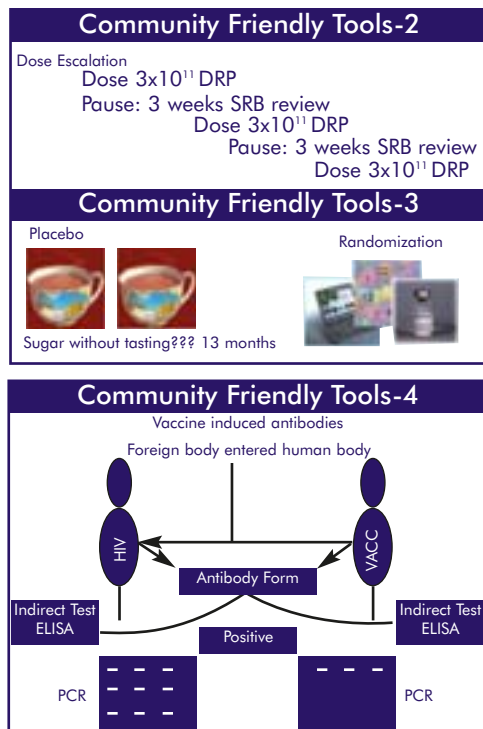 Community Friendly Tools-2
Dose Escalation
Dose 3x10¹¹ DRP
Pause: 3 weeks SRB review
Dose 3x10¹¹ DRP
Pause: 3 weeks SRB review
Dose 3x10¹¹ DRP
Community Friendly Tools-3
Placebo
Randomization
Sugar without tasting??? 13 months
Community Friendly Tools-4
Vaccine induced antibodies
Foreign body entered human body
HIV
VACC
Antibody Form
Indirect Test
ELISA
Indirect Test
ELISA
Positive
PCR
PCR